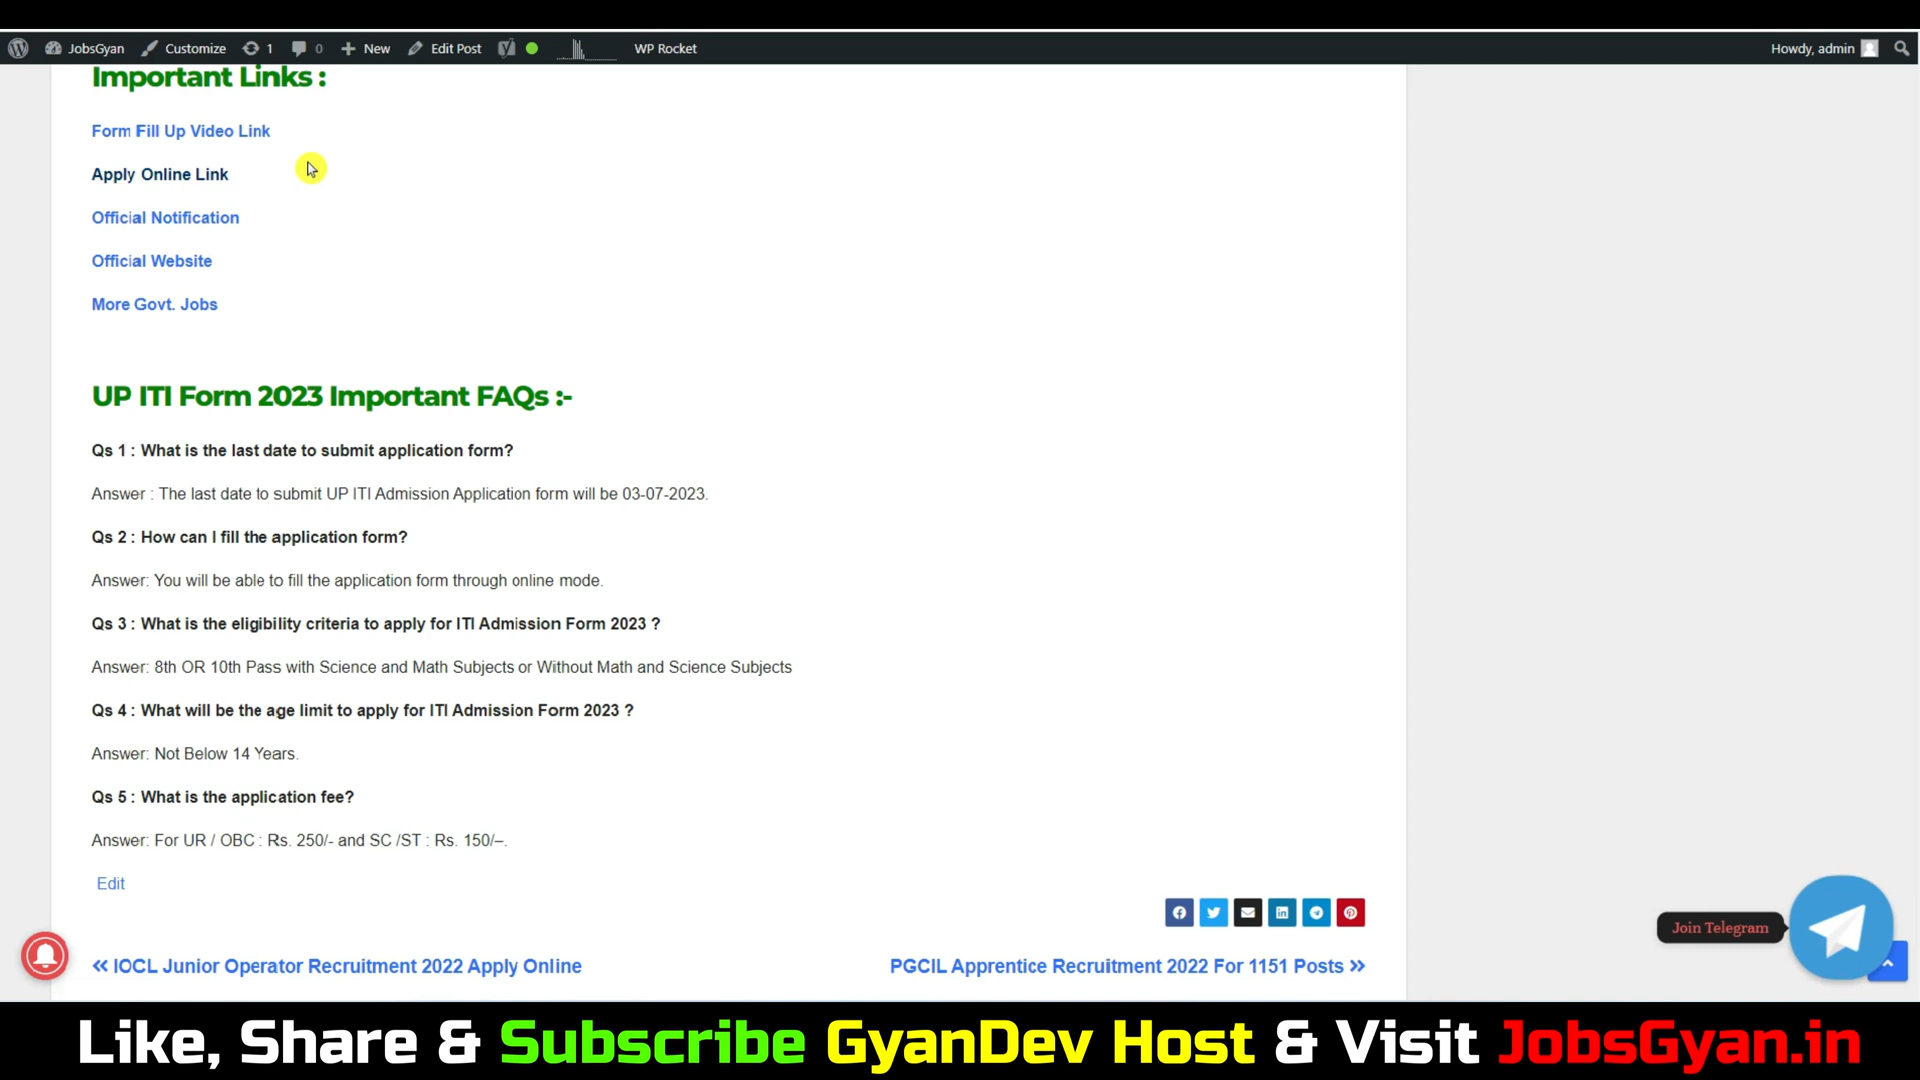 JobsGyan Customize 1 0 New Edit Post WP Rocket Howdy, admin
Important Links :
Form Fill Up Video Link
Apply Online Link
Official Notification
Official Website
More Govt. Jobs
UP ITI Form 2023 Important FAQs :-
Qs 1 : What is the last date to submit application form?
Answer : The last date to submit UP ITI Admission Application form will be 03-07-2023.
Qs 2 : How can I fill the application form?
Answer: You will be able to fill the application form through online mode.
Qs 3 : What is the eligibility criteria to apply for ITI Admission Form 2023 ?
Answer: 8th OR 10th Pass with Science and Math Subjects or Without Math and Science Subjects
Qs 4 : What will be the age limit to apply for ITI Admission Form 2023 ?
Answer: Not Below 14 Years.
Qs 5 : What is the application fee?
Answer: For UR / OBC : Rs. 250/- and SC /ST : Rs. 150/–.
Edit
Join Telegram
« IOCL Junior Operator Recruitment 2022 Apply Online
PGCIL Apprentice Recruitment 2022 For 1151 Posts »
Like, Share & Subscribe GyanDev Host & Visit JobsGyan.in